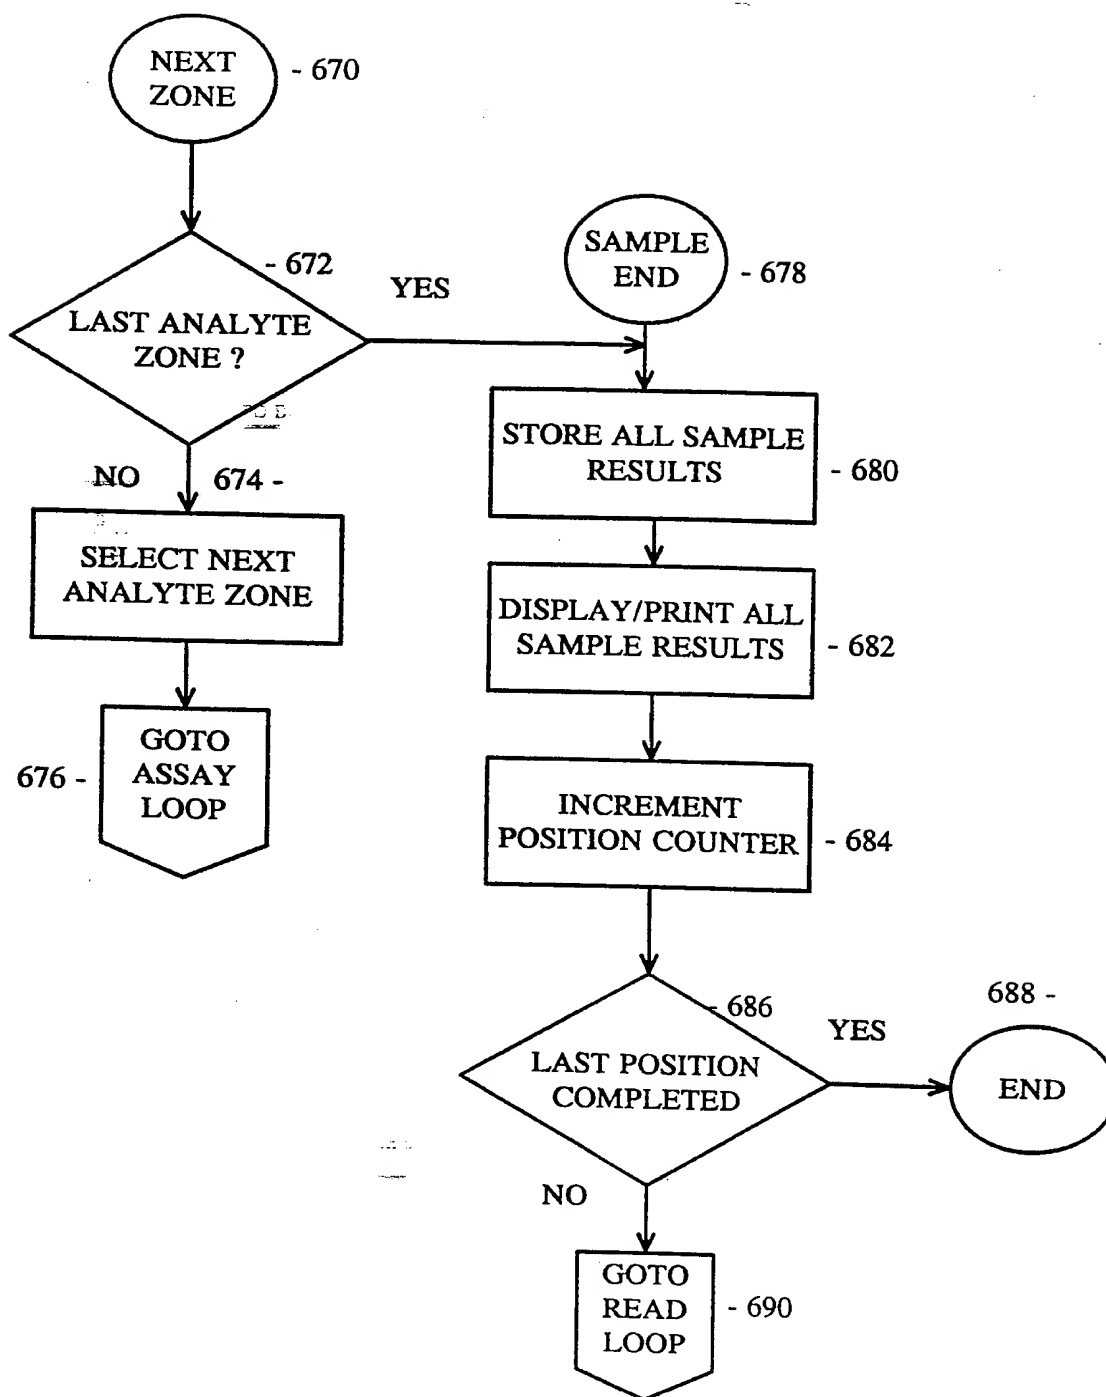 NEXT
ZONE
- 670
- 672
LAST ANALYTE
ZONE ?
YES
SAMPLE
END
- 678
NO
674 -
SELECT NEXT
ANALYTE ZONE
676 -
GOTO
ASSAY
LOOP
STORE ALL SAMPLE
RESULTS
- 680
DISPLAY/PRINT ALL
SAMPLE RESULTS
- 682
INCREMENT
POSITION COUNTER
- 684
- 686
LAST POSITION
COMPLETED
YES
688 -
END
NO
GOTO
READ
LOOP
- 690